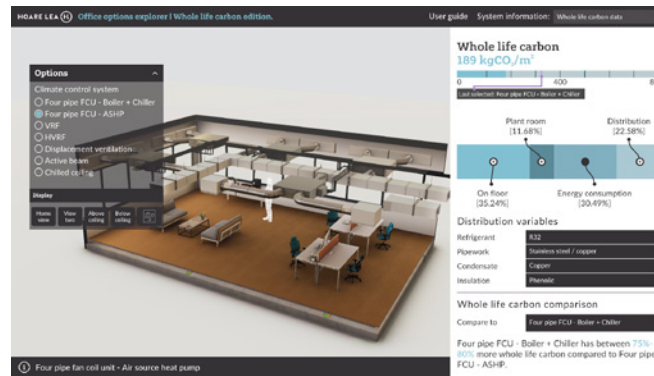 HOARE LEA (H.) Office options explorer | Whole life carbon edition.
User guide System information: Whole life carbon data
Options
Climate control system
Four pipe FCU - Boiler + Chiller
Four pipe FCU - ASHP
VRF
HVRF
Displacement ventilation
Active beam
Chilled ceiling
Display
Home view
View two
Above ceiling
Below ceiling
Four pipe fan coil unit - Air source heat pump
Whole life carbon
189 kgCO₂/m²
0 400 8
Last selected: Four pipe FCU - Boiler + Chiller
Plant room [11.68%]
Distribution [22.58%]
On floor [35.24%]
Energy consumption [30.49%]
Distribution variables
Refrigerant R32
Pipework Stainless steel / copper
Condensate Copper
Insulation Phenolic
Whole life carbon comparison
Compare to Four pipe FCU - Boiler + Chiller
Four pipe FCU - Boiler + Chiller has between 75%-
80% more whole life carbon compared to Four pipe
FCU - ASHP.